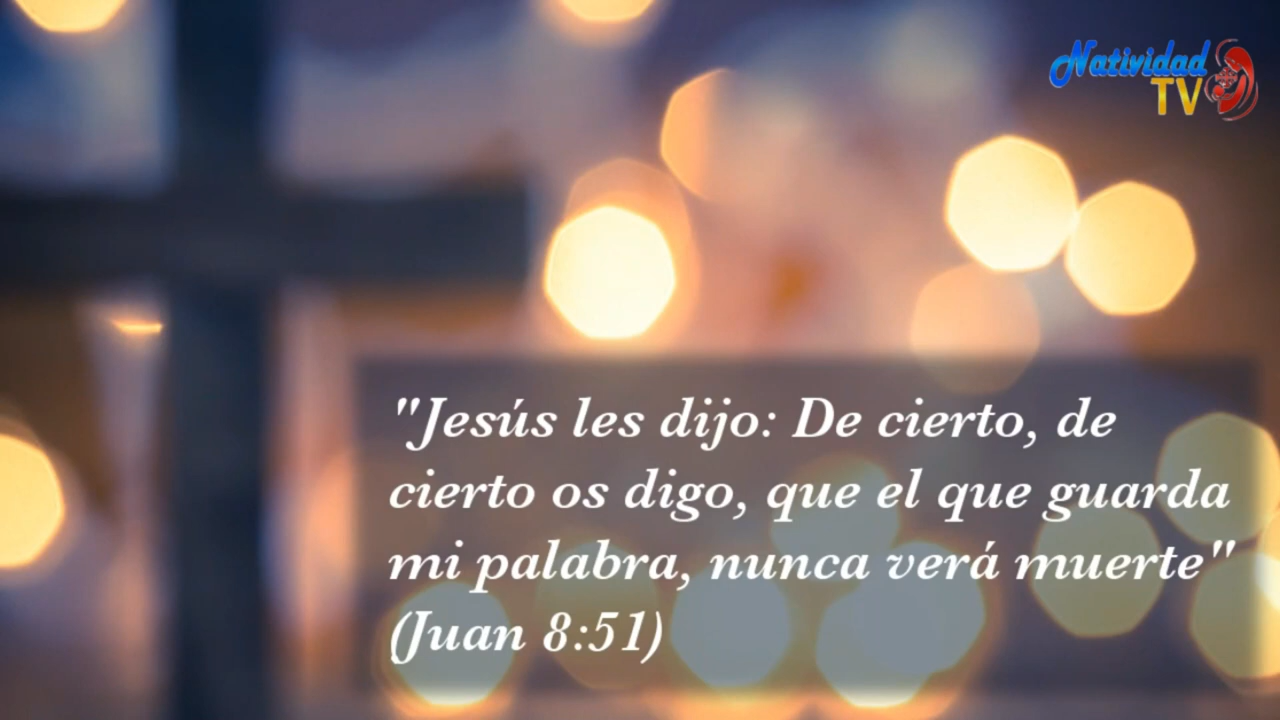 Natividad
TV
"Jesús les dijo: De cierto, de
cierto os digo, que el que guarda
mi palabra, nunca verá muerte"
(Juan 8:51)